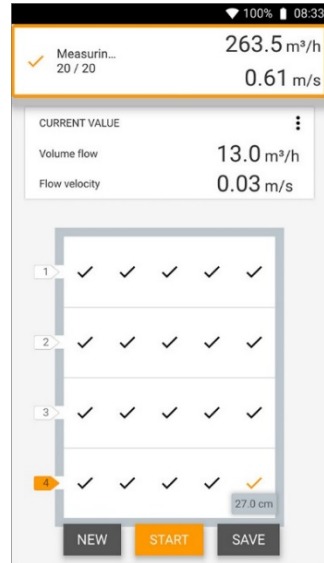 100% 08:33
Measurin...
20 / 20
263.5 m³/h
0.61 m/s
CURRENT VALUE
Volume flow 13.0 m³/h
Flow velocity 0.03 m/s
1
2
3
4
27.0 cm
NEW START SAVE